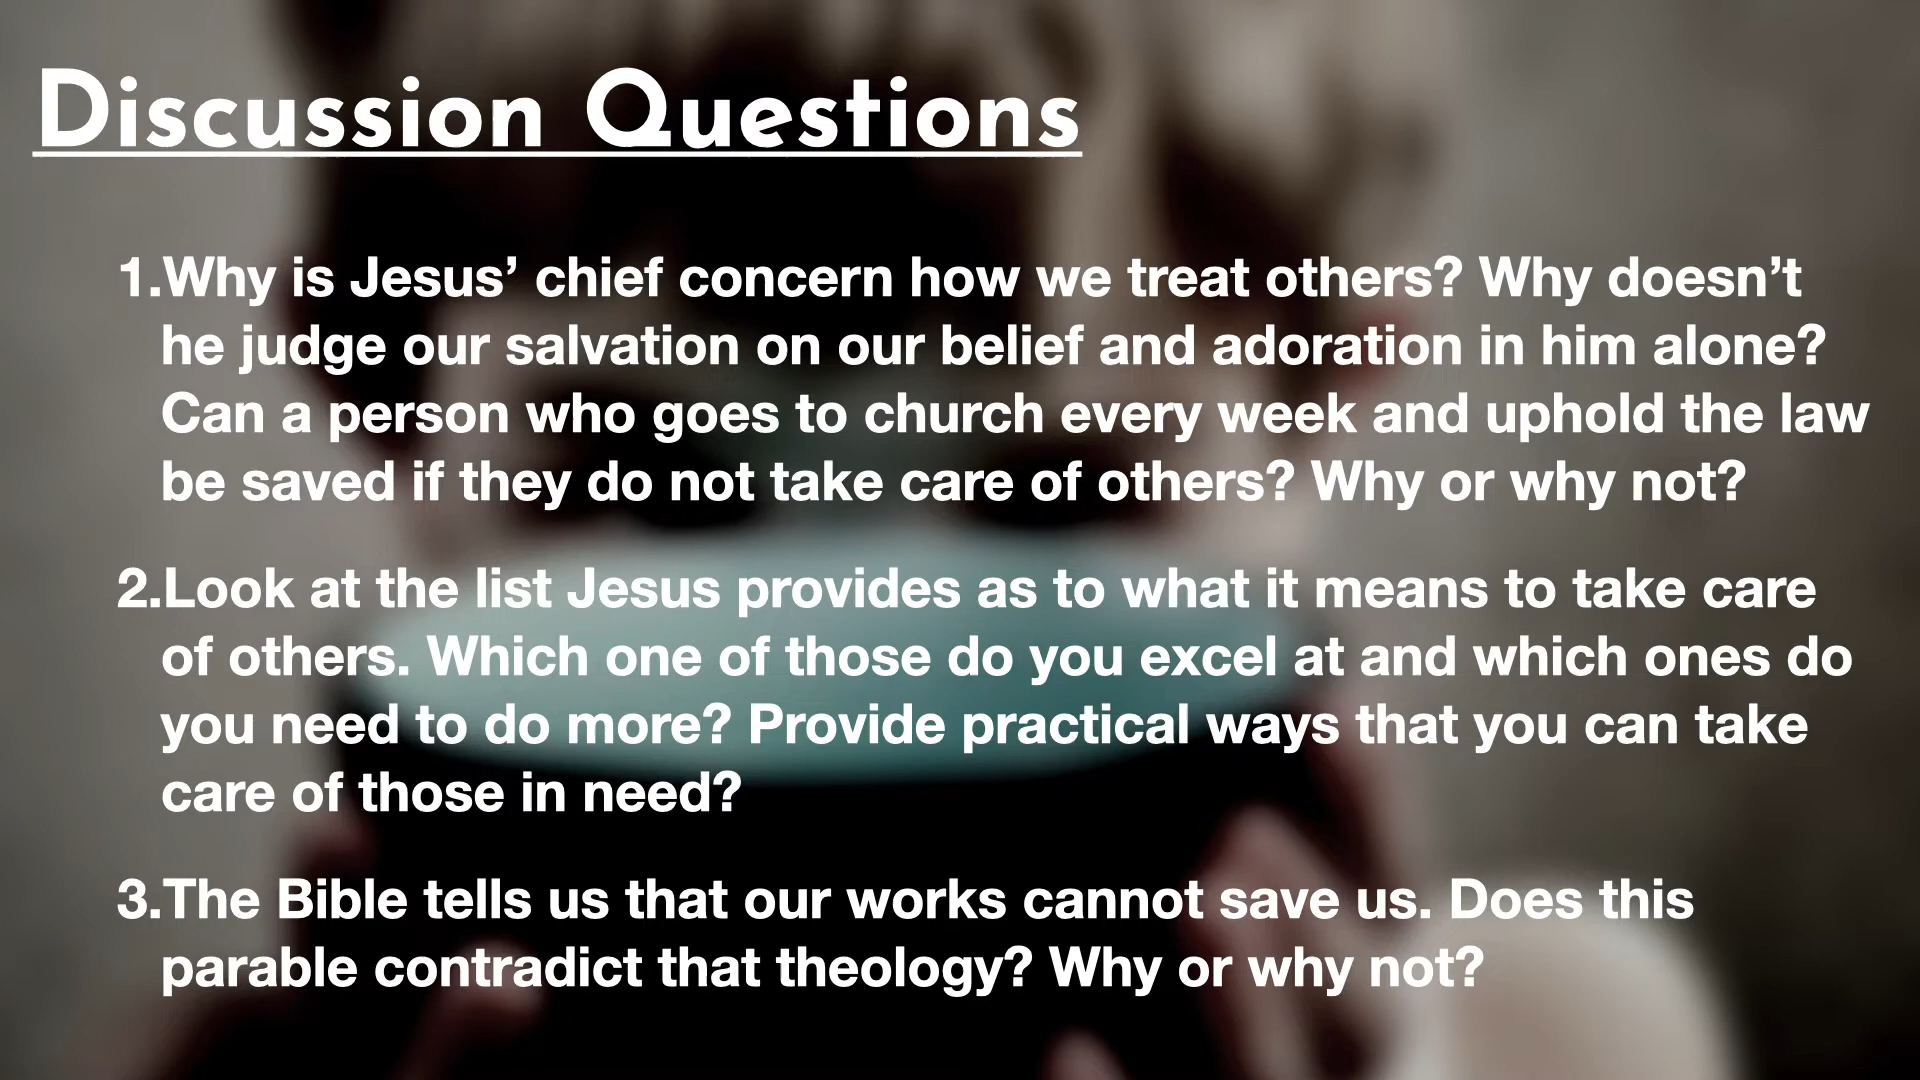 Discussion Questions
1.Why is Jesus’ chief concern how we treat others? Why doesn’t
he judge our salvation on our belief and adoration in him alone?
Can a person who goes to church every week and uphold the law
be saved if they do not take care of others? Why or why not?
2.Look at the list Jesus provides as to what it means to take care
of others. Which one of those do you excel at and which ones do
you need to do more? Provide practical ways that you can take
care of those in need?
3.The Bible tells us that our works cannot save us. Does this
parable contradict that theology? Why or why not?